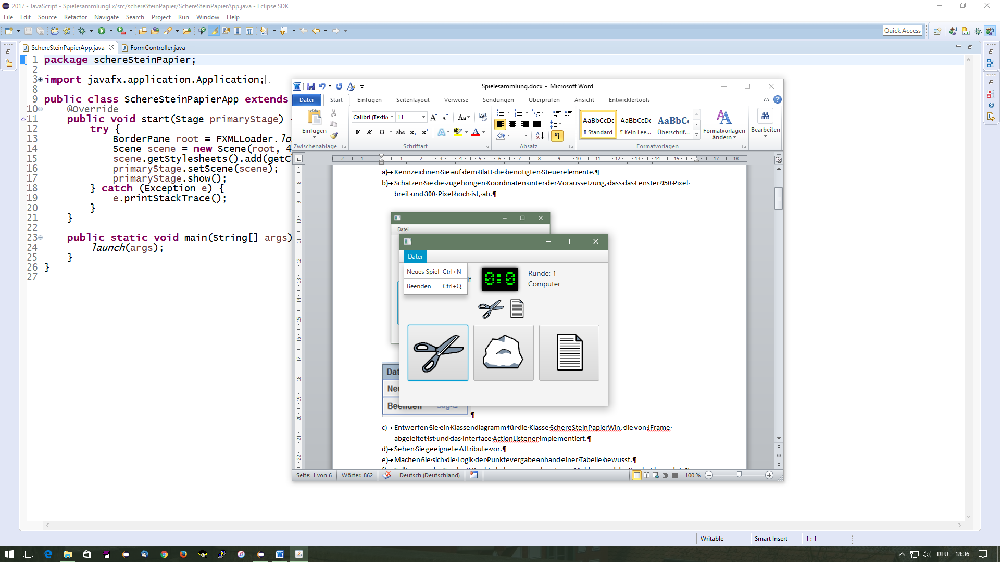 2017 - JavaScript - SpielesammlungFx/src/schereSteinPapier/SchereSteinPapierApp.java - Eclipse SDK
File Edit Source Refactor Navigate Search Project Run Window Help
Quick Access
SchereSteinPapierApp.java
FormController.java
1 package schereSteinPapier;
2
3 import javafx.application.Application;
8
9 public class SchereSteinPapierApp extends
10 @Override
11 public void start(Stage primaryStage)
12 try {
13 BorderPane root = FXMLLoader.
14 Scene scene = new Scene(root, 4
15 scene.getStylesheets().add(getC
16 primaryStage.setScene(scene);
17 primaryStage.show();
18 } catch (Exception e) {
19 e.printStackTrace();
20 }
21 }
22
23 public static void main(String[] args)
24 launch(args);
25 }
26 }
27
Spielesammlung.docx - Microsoft Word
Datei Start Einfügen Seitenlayout Verweise Sendungen Überprüfen Ansicht Entwicklertools
Einfügen
Zwischenablage
Calibri (Textk 11
Schriftart
Absatz
AaBbCcDc AaBbCcDc AaBbC
¶ Standard ¶ Kein Lee... Überschrif...
Formatvorlagen ändern
Formatvorlagen
Bearbeiten
a) Kennzeichnen Sie auf dem Blatt die benötigten Steuerelemente.¶
b) Schätzen Sie die zugehörigen Koordinaten unter der Voraussetzung, dass das Fenster 950 Pixel
breit und 300 Pixel hoch ist, ab.¶
Datei
Datei
Neues Spiel Ctrl+N
Beenden Ctrl+Q
lf
0:0
Runde: 1
Computer
Dat
Neu
Beenden
¶
c) Entwerfen Sie ein Klassendiagramm für die Klasse SchereSteinPapierWin, die von JFrame
abgeleitet ist und das Interface ActionListener implementiert.¶
d) Sehen Sie geeignete Attribute vor.¶
e) Machen Sie sich die Logik der Punktevergabe anhand einer Tabelle bewusst.¶
Seite: 1 von 6 Wörter: 862 Deutsch (Deutschland) 100 %
Writable Smart Insert 1 : 1
DEU 18:36